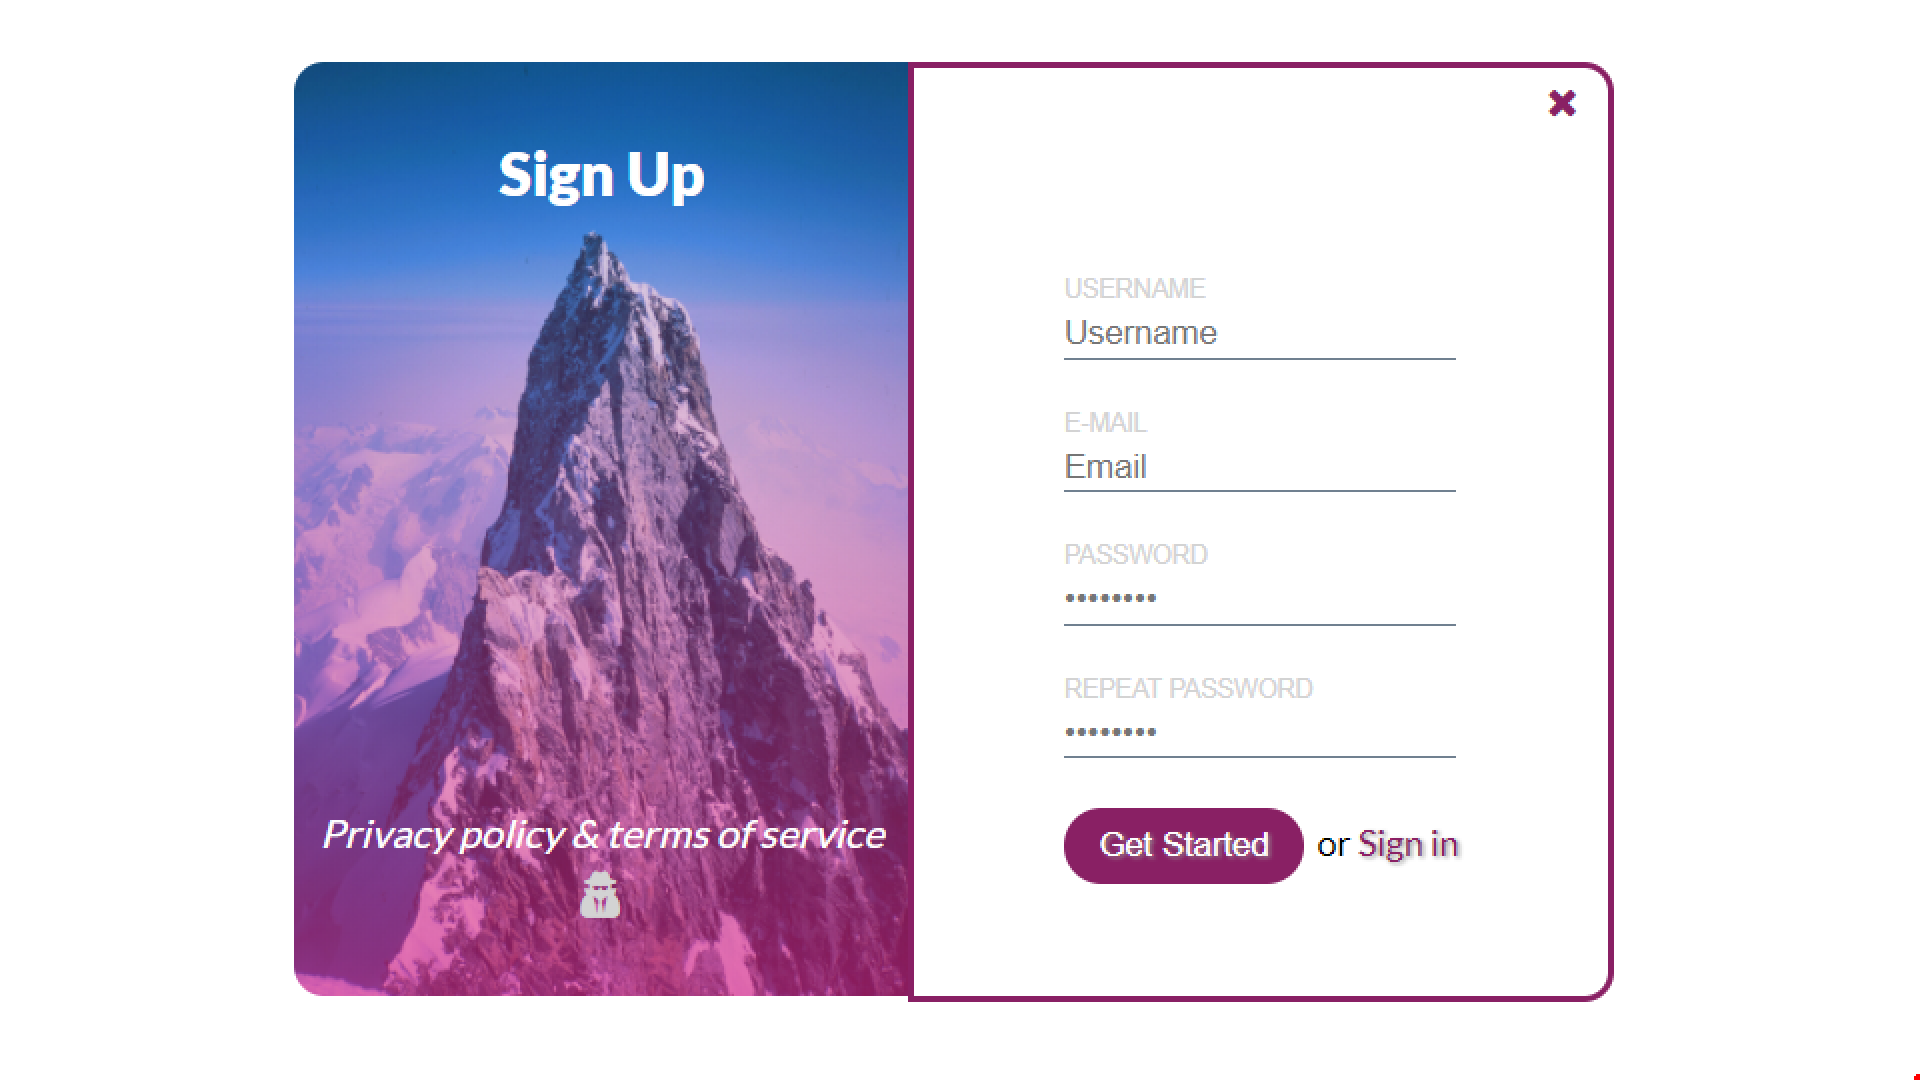 Sign Up
Privacy policy & terms of service
USERNAME
Username
E-MAIL
Email
PASSWORD
••••••••
REPEAT PASSWORD
••••••••
Get Started or Sign in